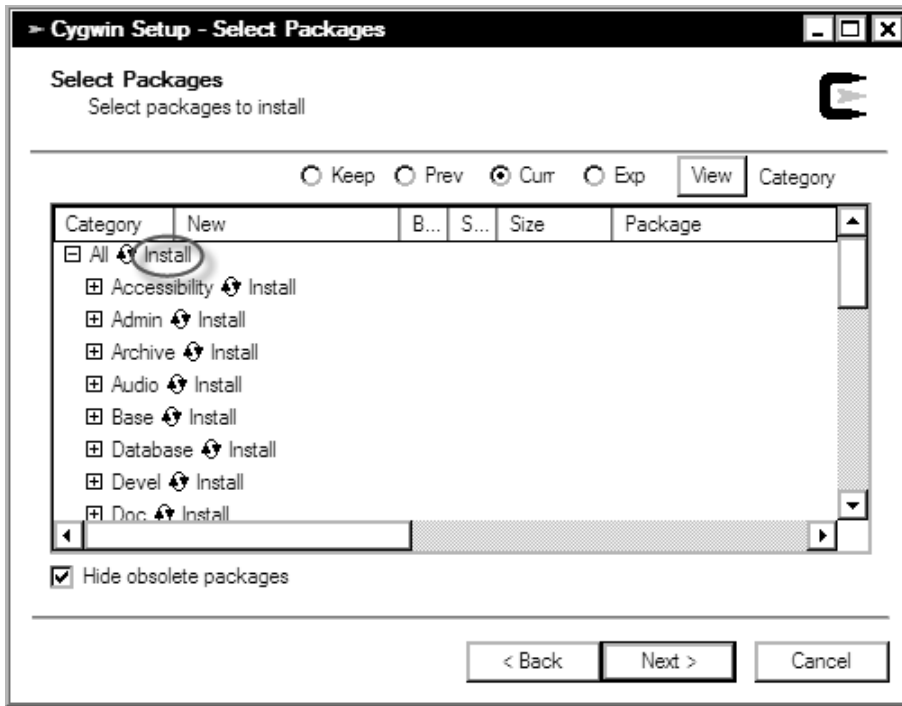 Cygwin Setup - Select Packages
Select Packages
Select packages to install
Keep Prev Curr Exp View Category
Category New B... S... Size Package
All Install
Accessibility Install
Admin Install
Archive Install
Audio Install
Base Install
Database Install
Devel Install
Doc Install
Hide obsolete packages
< Back Next > Cancel